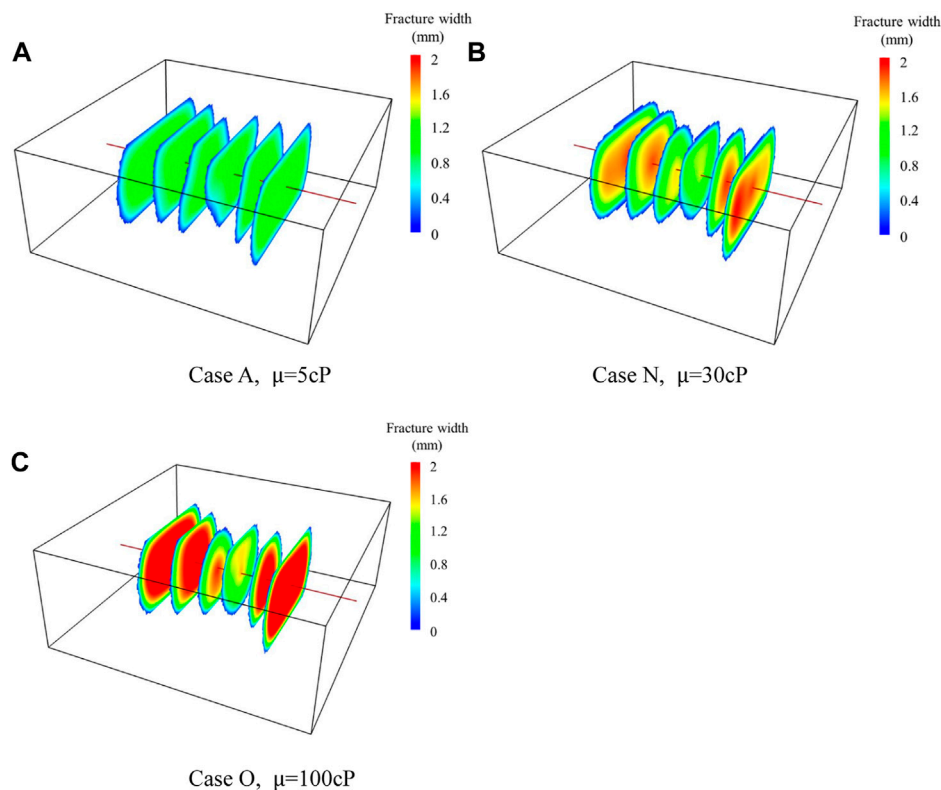 A
Fracture width
(mm)
2
1.6
1.2
0.8
0.4
0
Case A, μ=5cP
B
Fracture width
(mm)
2
1.6
1.2
0.8
0.4
0
Case N, μ=30cP
C
Fracture width
(mm)
2
1.6
1.2
0.8
0.4
0
Case O, μ=100cP